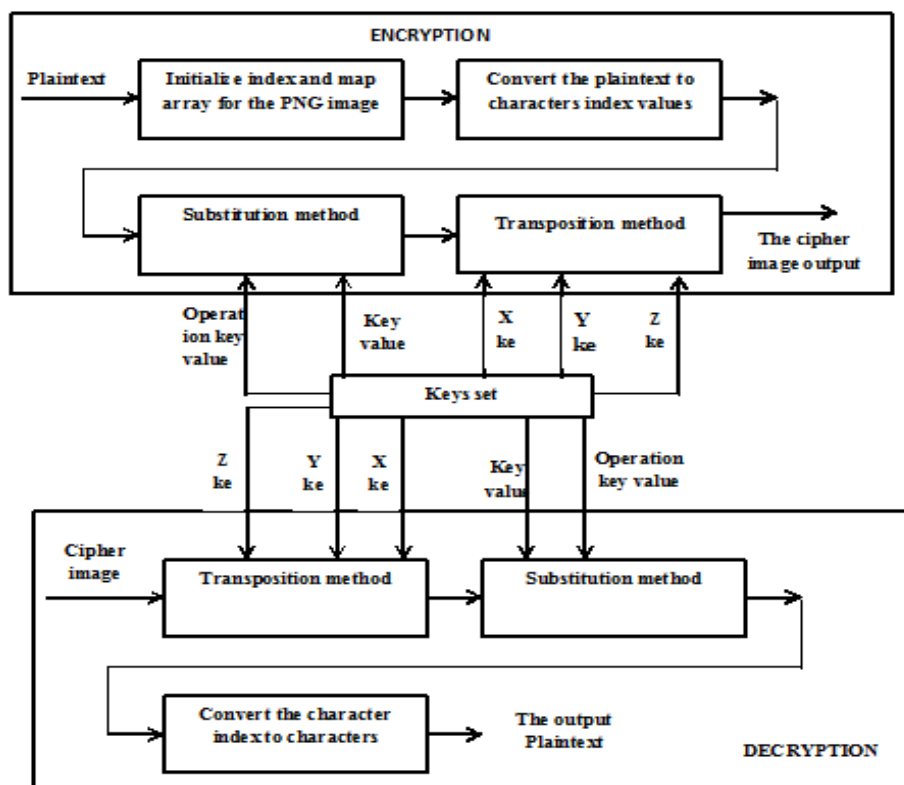 ENCRYPTION
Plaintext
Initialize index and map
array for the PNG image
Convert the plaintext to
characters index values
Substitution method
Transposition method
The cipher
image output
Operat
ion key
value
Key
value
X
ke
Y
ke
Z
ke
Keys set
Z
ke
Y
ke
X
ke
Key
value
Operation
key value
Cipher
image
Transposition method
Substitution method
Convert the character
index to characters
The output
Plaintext
DECRYPTION